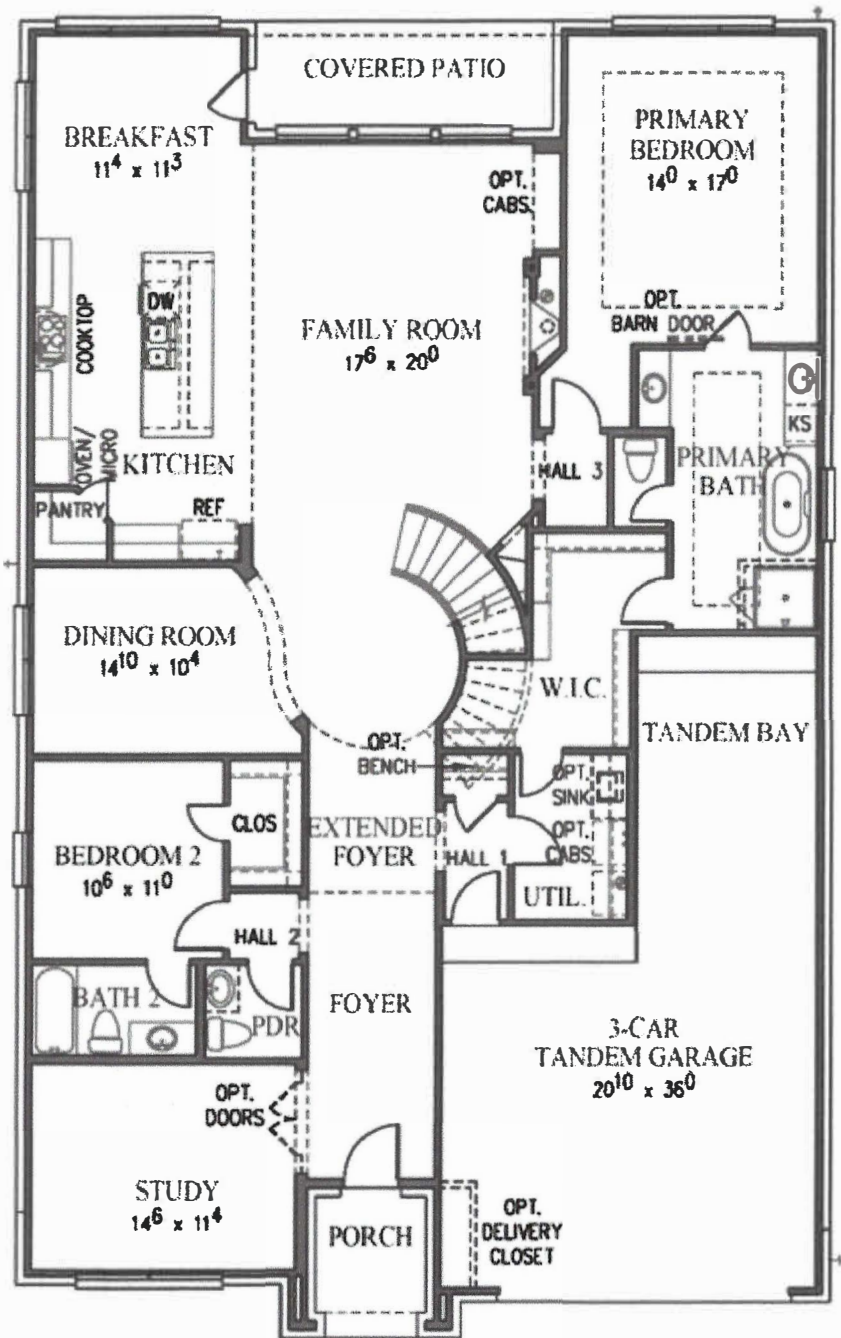 COVERED PATIO
BREAKFAST
11⁴ x 11³
PRIMARY
BEDROOM
14⁰ x 17⁰
OPT.
CABS.
OPT.
BARN DOOR
DW
COOKTOP
FAMILY ROOM
17⁶ x 20⁰
KS
OVEN/
MICRO
KITCHEN
HALL 3
PRIMARY
BATH
PANTRY
REF
DINING ROOM
14¹⁰ x 10⁴
W.I.C.
TANDEM BAY
OPT.
BENCH
OPT.
SINK
CLOS
EXTENDED
FOYER
OPT.
CABS.
BEDROOM 2
10⁶ x 11⁰
HALL 1
UTIL.
HALL 2
BATH 2
PDR
FOYER
3-CAR
TANDEM GARAGE
20¹⁰ x 36⁰
OPT.
DOORS
STUDY
14⁶ x 11⁴
PORCH
OPT.
DELIVERY
CLOSET